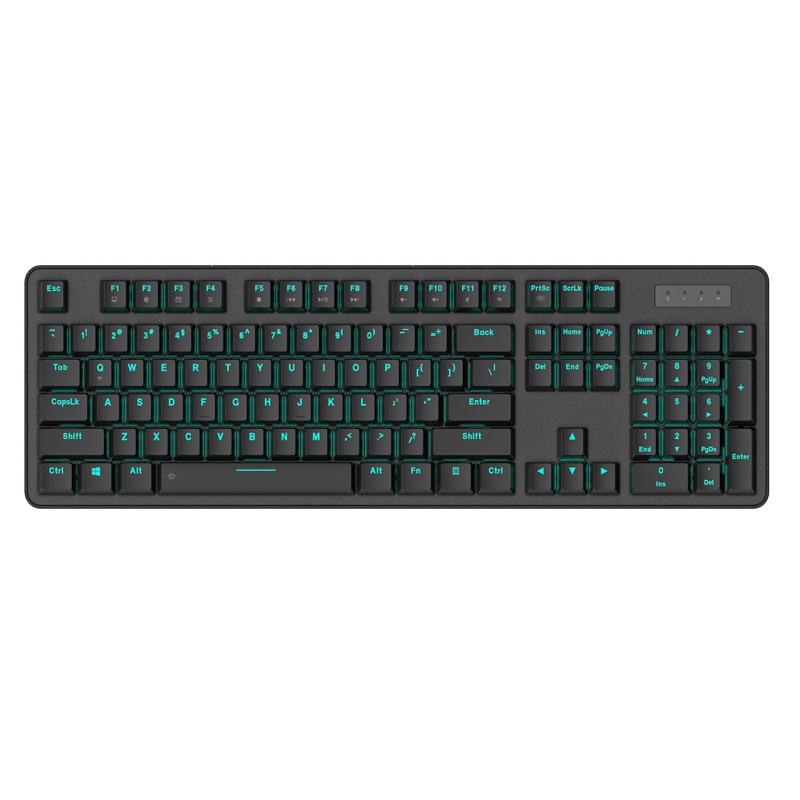 Esc F1 F2 F3 F4 F5 F6 F7 F8 F9 F10 F11 F12 PrtSc ScrLk Pause
~ ` 1 ! 2 @ 3 # 4 $ 5 % 6 ^ 7 & 8 * 9 ( 0 ) - _ = + Back Ins Home PgUp Num / * -
Tab Q W E R T Y U I O P [ { ] } \ | Del End PgDn 7 Home 8 ▲ 9 PgUp +
CapsLk A S D F G H J K L ; : ' " Enter 4 ◀ 5 6 ▶
Shift Z X C V B N M , < . > / ? Shift ▲ 1 End 2 ▼ 3 PgDn Enter
Ctrl Alt Alt Fn Ctrl ◀ ▼ ▶ 0 Ins . Del